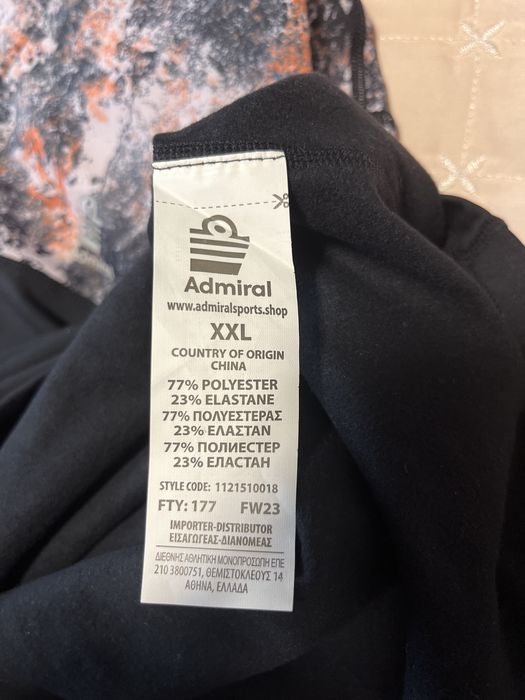 Admiral
www.admiralsports.shop
XXL
COUNTRY OF ORIGIN
CHINA
77% POLYESTER
23% ELASTANE
77% ΠΟΛΥΕΣΤΕΡΑΣ
23% ΕΛΑΣΤΑΝ
77% ПОЛИЕСТЕР
23% ЕЛАСТАН
STYLE CODE: 1121510018
FTY: 177 FW23
IMPORTER-DISTRIBUTOR
ΕΙΣΑΓΩΓΕΑΣ-ΔΙΑΝΟΜΕΑΣ
ΔΙΕΘΝΗΣ ΑΘΛΗΤΙΚΗ ΜΟΝΟΠΡΟΣΩΠΗ ΕΠΕ
210 3800751, ΘΕΜΙΣΤΟΚΛΕΟΥΣ 14
ΑΘΗΝΑ, ΕΛΛΑΔΑ